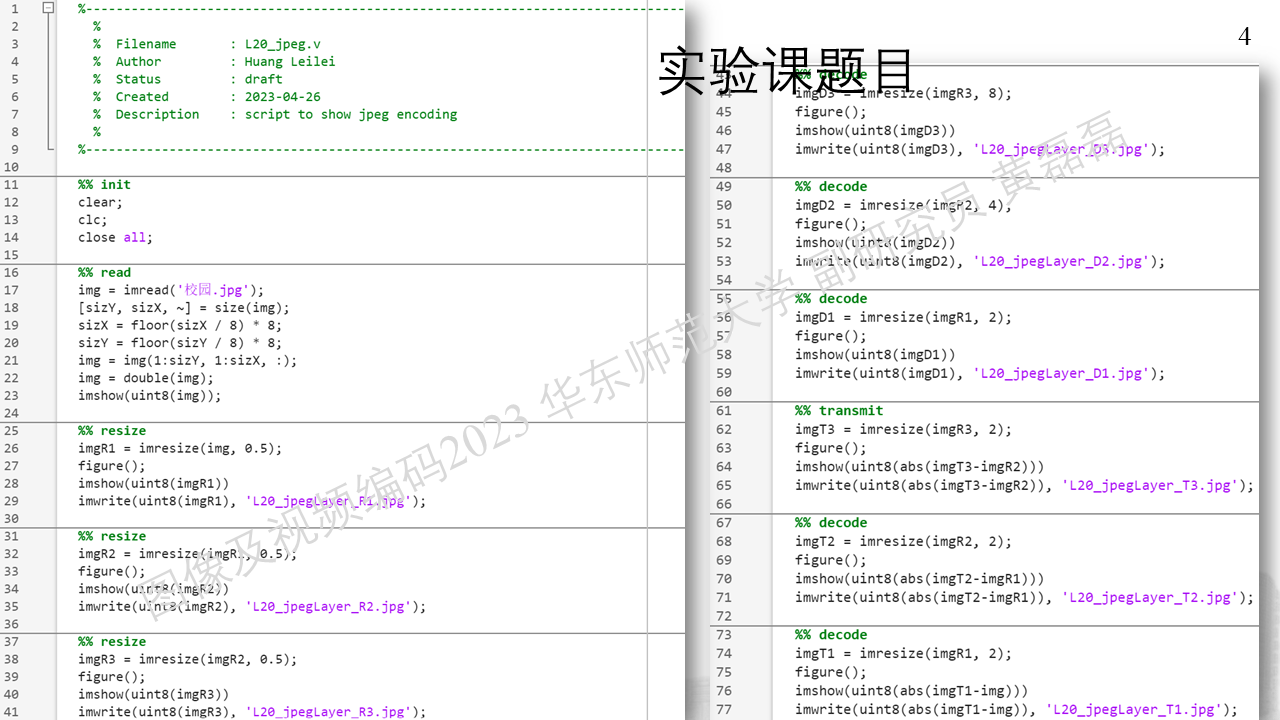 4
实验课题目
1 %--------------------------------------------------------------------------------
2 %
3 % Filename : L20_jpeg.v
4 % Author : Huang Leilei
5 % Status : draft
6 % Created : 2023-04-26
7 % Description : script to show jpeg encoding
8 %
9 %--------------------------------------------------------------------------------
10
11 %% init
12 clear;
13 clc;
14 close all;
15
16 %% read
17 img = imread('校园.jpg');
18 [sizY, sizX, ~] = size(img);
19 sizX = floor(sizX / 8) * 8;
20 sizY = floor(sizY / 8) * 8;
21 img = img(1:sizY, 1:sizX, :);
22 img = double(img);
23 imshow(uint8(img));
24
25 %% resize
26 imgR1 = imresize(img, 0.5);
27 figure();
28 imshow(uint8(imgR1))
29 imwrite(uint8(imgR1), 'L20_jpegLayer_R1.jpg');
30
31 %% resize
32 imgR2 = imresize(imgR1, 0.5);
33 figure();
34 imshow(uint8(imgR2))
35 imwrite(uint8(imgR2), 'L20_jpegLayer_R2.jpg');
36
37 %% resize
38 imgR3 = imresize(imgR2, 0.5);
39 figure();
40 imshow(uint8(imgR3))
41 imwrite(uint8(imgR3), 'L20_jpegLayer_R3.jpg');
43 %% decode
44 imgD3 = imresize(imgR3, 8);
45 figure();
46 imshow(uint8(imgD3))
47 imwrite(uint8(imgD3), 'L20_jpegLayer_D3.jpg');
48
49 %% decode
50 imgD2 = imresize(imgR2, 4);
51 figure();
52 imshow(uint8(imgD2))
53 imwrite(uint8(imgD2), 'L20_jpegLayer_D2.jpg');
54
55 %% decode
56 imgD1 = imresize(imgR1, 2);
57 figure();
58 imshow(uint8(imgD1))
59 imwrite(uint8(imgD1), 'L20_jpegLayer_D1.jpg');
60
61 %% transmit
62 imgT3 = imresize(imgR3, 2);
63 figure();
64 imshow(uint8(abs(imgT3-imgR2)))
65 imwrite(uint8(abs(imgT3-imgR2)), 'L20_jpegLayer_T3.jpg');
66
67 %% decode
68 imgT2 = imresize(imgR2, 2);
69 figure();
70 imshow(uint8(abs(imgT2-imgR1)))
71 imwrite(uint8(abs(imgT2-imgR1)), 'L20_jpegLayer_T2.jpg');
72
73 %% decode
74 imgT1 = imresize(imgR1, 2);
75 figure();
76 imshow(uint8(abs(imgT1-img)))
77 imwrite(uint8(abs(imgT1-img)), 'L20_jpegLayer_T1.jpg');
图像及视频编码2023 华东师范大学 副研究员 黄磊磊